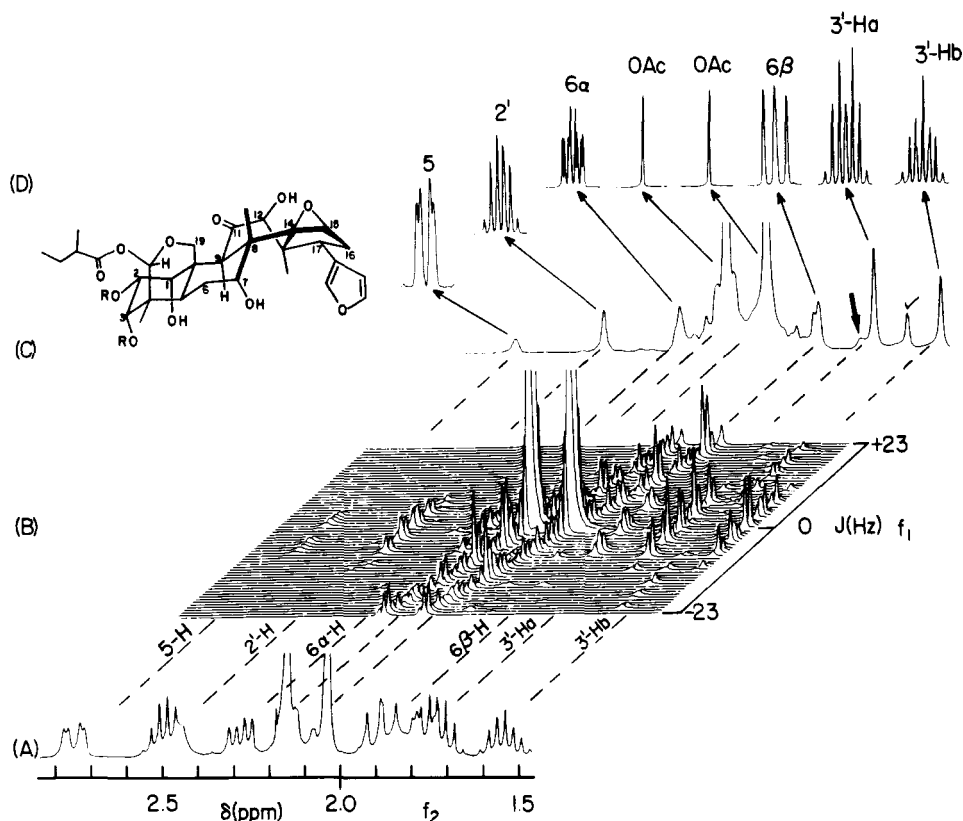 3'-Ha
3'-Hb
6α
OAc
OAc
6β
2'
5
(D)
OH
O
12
O
11
14
15
O
19
9
8
17
16
O
H
2
7
RO
6
H
OH
O
3
OH
RO
(C)
+23
(B)
0 J(Hz) f₁
-23
5-H
2'-H
6α-H
6β-H
3'-Ha
3'-Hb
(A)
2.5
δ(ppm)
2.0
f₂
1.5